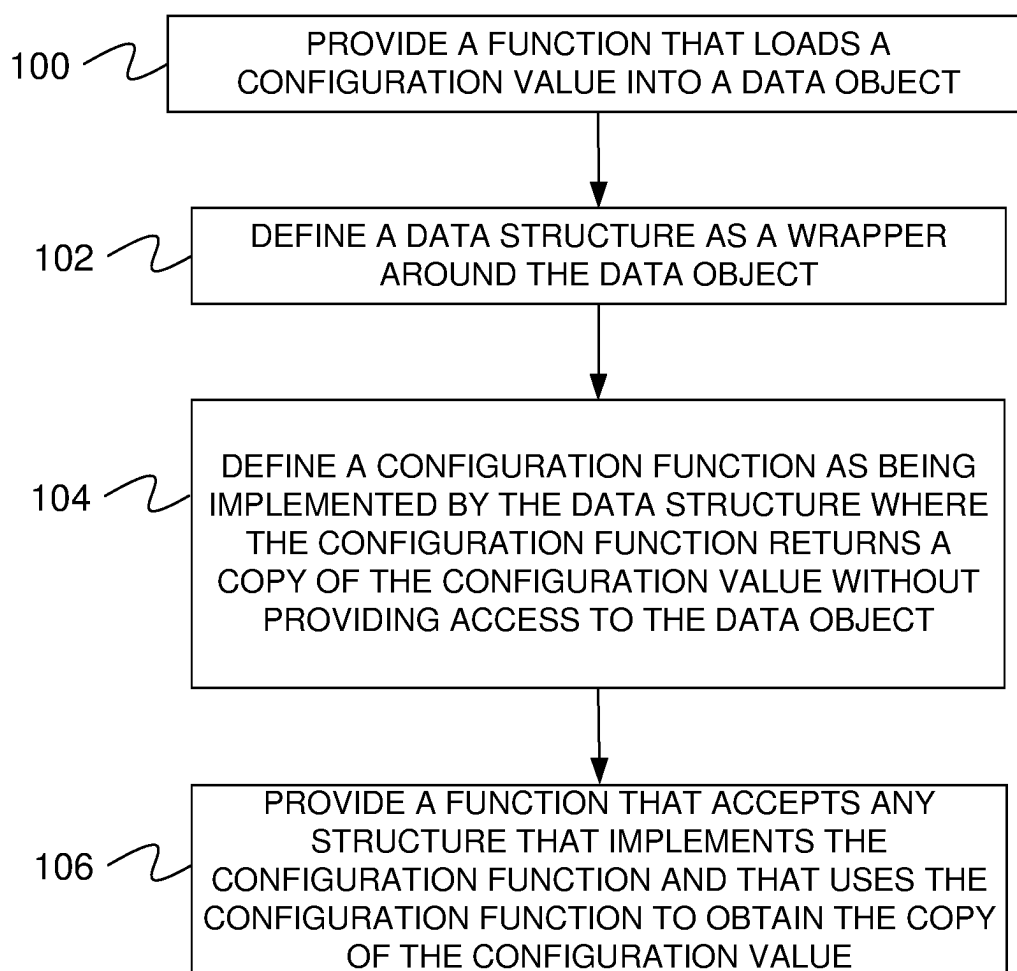 100
PROVIDE A FUNCTION THAT LOADS A
CONFIGURATION VALUE INTO A DATA OBJECT
102
DEFINE A DATA STRUCTURE AS A WRAPPER
AROUND THE DATA OBJECT
104
DEFINE A CONFIGURATION FUNCTION AS BEING
IMPLEMENTED BY THE DATA STRUCTURE WHERE
THE CONFIGURATION FUNCTION RETURNS A
COPY OF THE CONFIGURATION VALUE WITHOUT
PROVIDING ACCESS TO THE DATA OBJECT
106
PROVIDE A FUNCTION THAT ACCEPTS ANY
STRUCTURE THAT IMPLEMENTS THE
CONFIGURATION FUNCTION AND THAT USES THE
CONFIGURATION FUNCTION TO OBTAIN THE COPY
OF THE CONFIGURATION VALUE